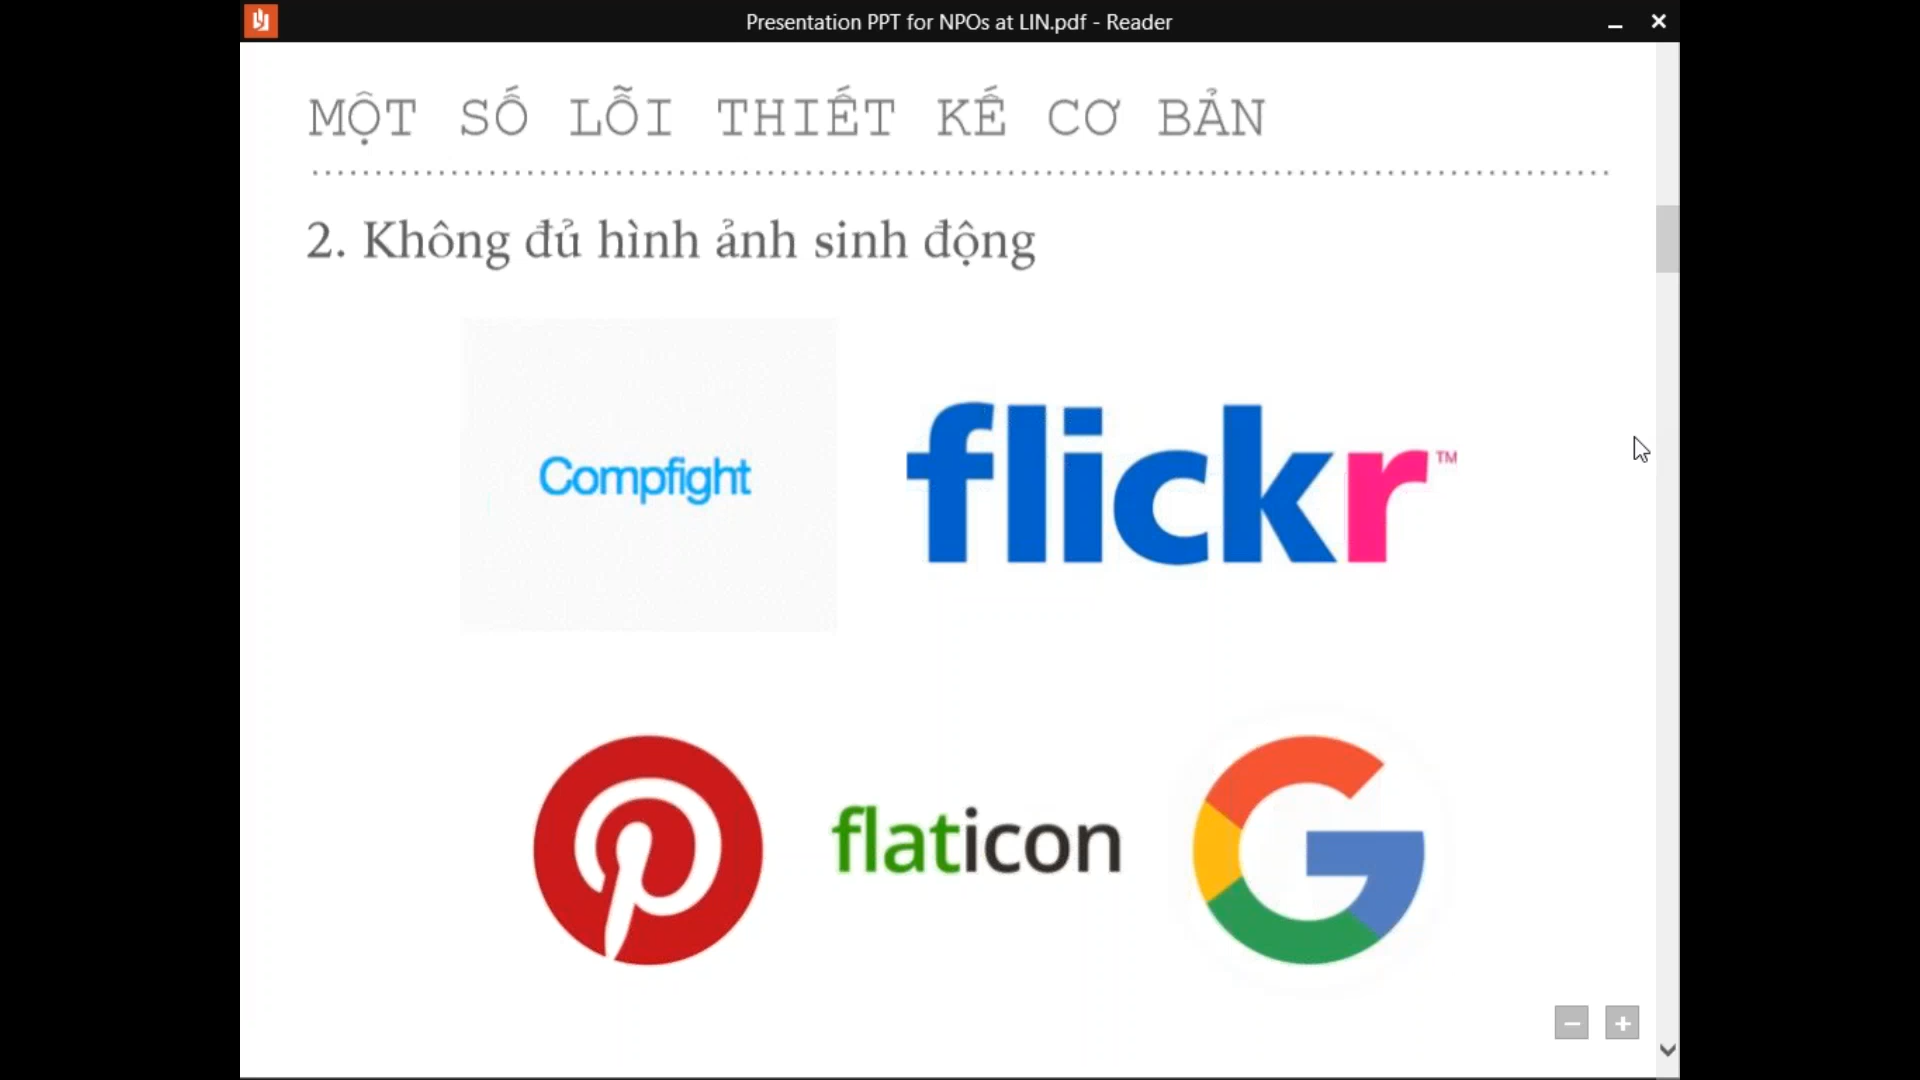 Presentation PPT for NPOs at LIN.pdf - Reader
MỘT SỐ LỖI THIẾT KẾ CƠ BẢN
2. Không đủ hình ảnh sinh động
Compfight
flickr™
flaticon